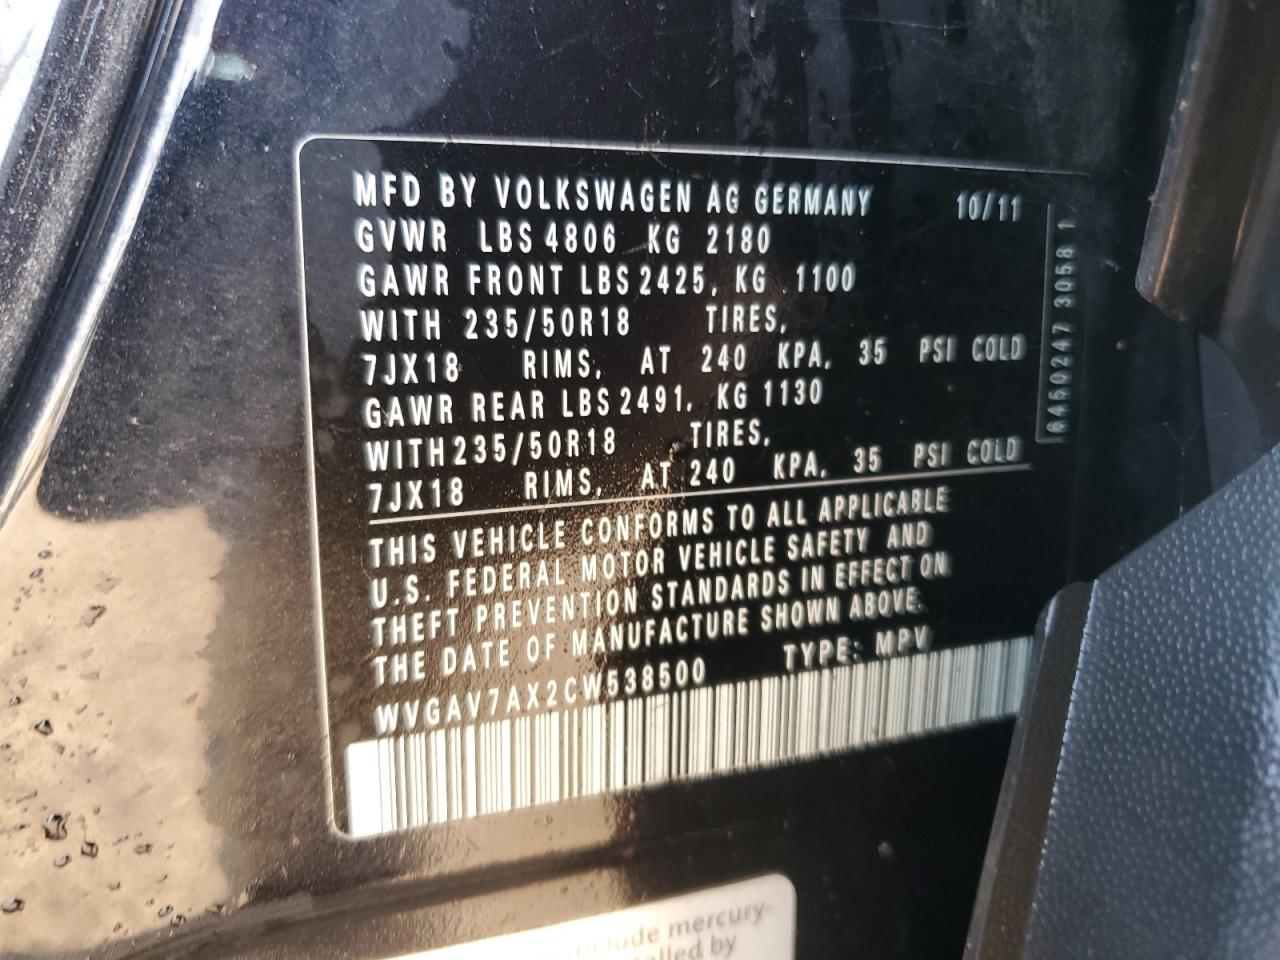 MFD BY VOLKSWAGEN AG GERMANY 10/11
GVWR LBS 4806 KG 2180
GAWR FRONT LBS 2425, KG 1100
WITH 235/50R18 TIRES,
7JX18 RIMS, AT 240 KPA, 35 PSI COLD
GAWR REAR LBS 2491, KG 1130
WITH 235/50R18 TIRES,
7JX18 RIMS, AT 240 KPA, 35 PSI COLD
THIS VEHICLE CONFORMS TO ALL APPLICABLE
U.S. FEDERAL MOTOR VEHICLE SAFETY AND
THEFT PREVENTION STANDARDS IN EFFECT ON
THE DATE OF MANUFACTURE SHOWN ABOVE.
WVGAV7AX2CW538500 TYPE: MPV
include mercury-
by